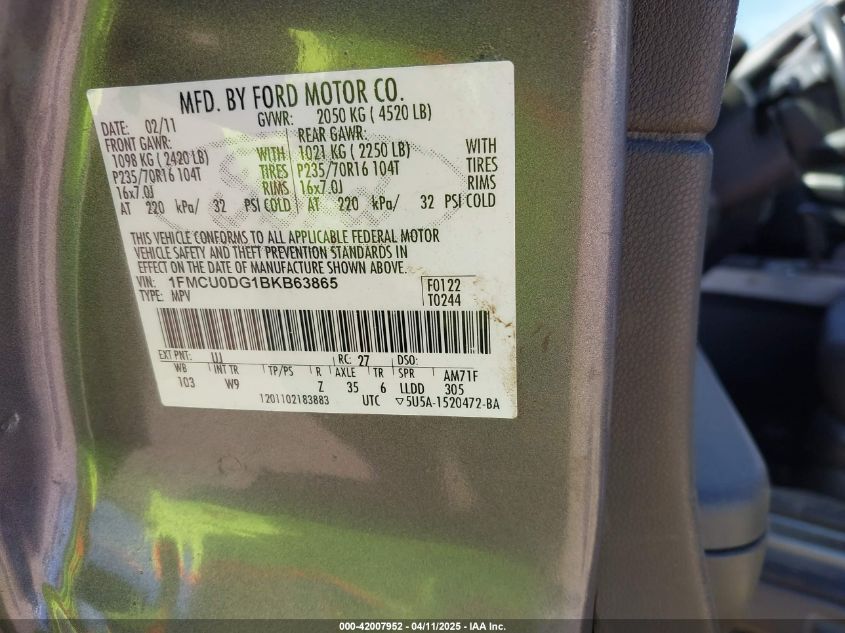 MFD. BY FORD MOTOR CO.
DATE: 02/11 GVWR: 2050 KG ( 4520 LB)
FRONT GAWR: REAR GAWR:
1098 KG ( 2420 LB) WITH 1021 KG ( 2250 LB) WITH
P235/70R16 104T TIRES P235/70R16 104T TIRES
16x7.0J RIMS 16x7.0J RIMS
AT 220 kPa/ 32 PSI COLD AT 220 kPa/ 32 PSI COLD
THIS VEHICLE CONFORMS TO ALL APPLICABLE FEDERAL MOTOR
VEHICLE SAFETY AND THEFT PREVENTION STANDARDS IN
EFFECT ON THE DATE OF MANUFACTURE SHOWN ABOVE.
VIN: 1FMCU0DG1BKB63865 F0122
TYPE: MPV T0244
EXT PNT: UJ RC: 27 DSO:
WB INT TR TP/PS R AXLE TR SPR AM71F
103 W9 Z 35 6 LLDD 305
1201102183883 UTC ▽5U5A-1520472-BA
000-42007952 - 04/11/2025 - IAA Inc.